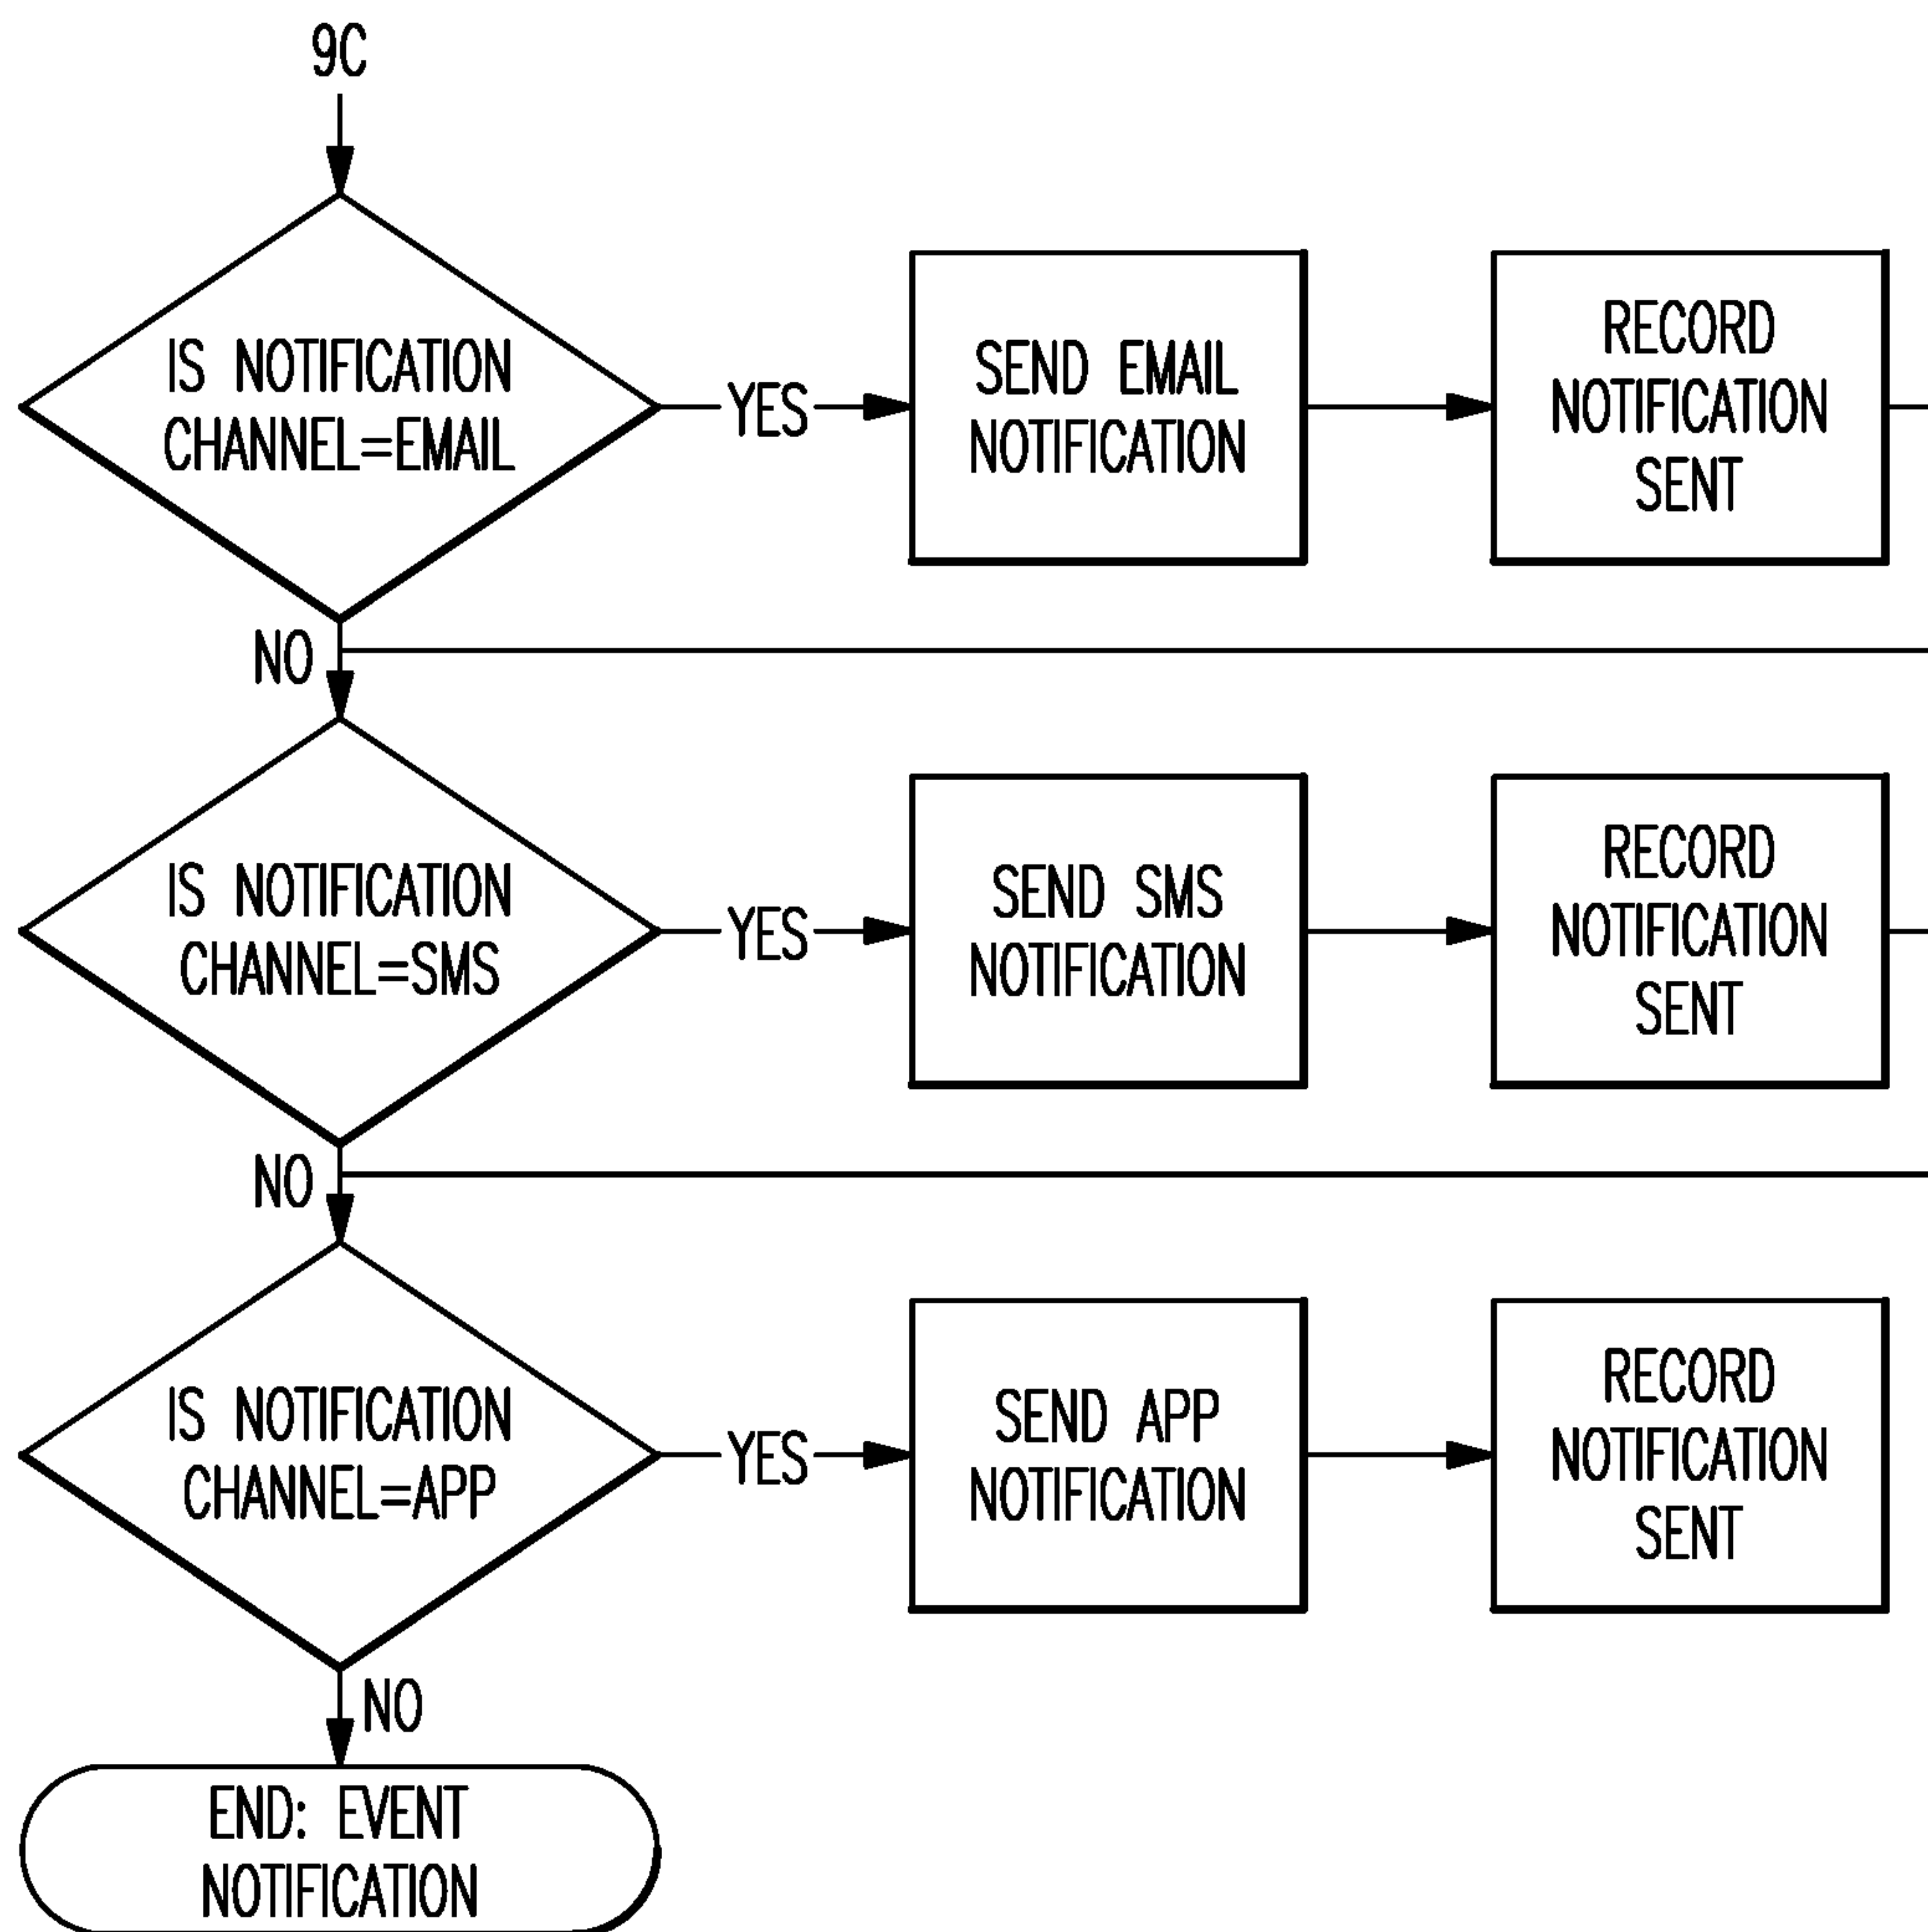 9C
IS NOTIFICATION
CHANNEL=EMAIL
YES
SEND EMAIL
NOTIFICATION
RECORD
NOTIFICATION
SENT
NO
IS NOTIFICATION
CHANNEL=SMS
YES
SEND SMS
NOTIFICATION
RECORD
NOTIFICATION
SENT
NO
IS NOTIFICATION
CHANNEL=APP
YES
SEND APP
NOTIFICATION
RECORD
NOTIFICATION
SENT
NO
END: EVENT
NOTIFICATION